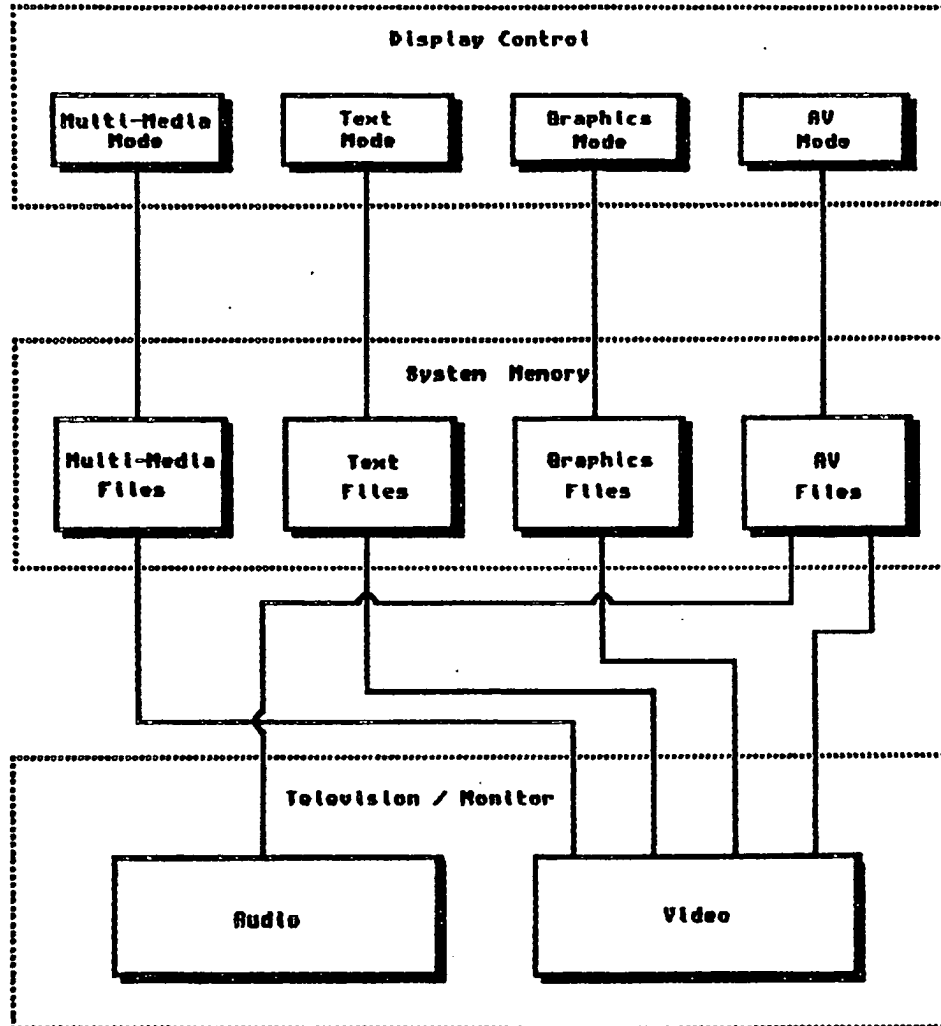 Display Control
Multi-Media
Mode
Text
Mode
Graphics
Mode
AV
Mode
System Memory
Multi-Media
Files
Text
Files
Graphics
Files
AV
Files
Television / Monitor
Audio
Video